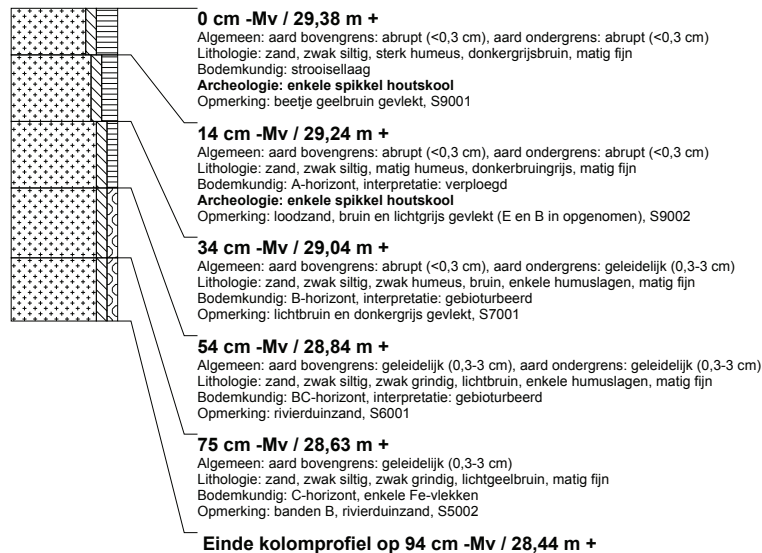 0 cm -Mv / 29,38 m +
Algemeen: aard bovengrens: abrupt (<0,3 cm), aard ondergrens: abrupt (<0,3 cm)
Lithologie: zand, zwak siltig, sterk humeus, donkergrijsbruin, matig fijn
Bodemkundig: strooisellaag
Archeologie: enkele spikkel houtskool
Opmerking: beetje geelbruin gevlekt, S9001
14 cm -Mv / 29,24 m +
Algemeen: aard bovengrens: abrupt (<0,3 cm), aard ondergrens: abrupt (<0,3 cm)
Lithologie: zand, zwak siltig, matig humeus, donkerbruingrijs, matig fijn
Bodemkundig: A-horizont, interpretatie: verploegd
Archeologie: enkele spikkel houtskool
Opmerking: loodzand, bruin en lichtgrijs gevlekt (E en B in opgenomen), S9002
34 cm -Mv / 29,04 m +
Algemeen: aard bovengrens: abrupt (<0,3 cm), aard ondergrens: geleidelijk (0,3-3 cm)
Lithologie: zand, zwak siltig, zwak humeus, bruin, enkele humuslagen, matig fijn
Bodemkundig: B-horizont, interpretatie: gebioturbeerd
Opmerking: lichtbruin en donkergrijs gevlekt, S7001
54 cm -Mv / 28,84 m +
Algemeen: aard bovengrens: geleidelijk (0,3-3 cm), aard ondergrens: geleidelijk (0,3-3 cm)
Lithologie: zand, zwak siltig, zwak grindig, lichtbruin, enkele humuslagen, matig fijn
Bodemkundig: BC-horizont, interpretatie: gebioturbeerd
Opmerking: rivierduinzand, S6001
75 cm -Mv / 28,63 m +
Algemeen: aard bovengrens: geleidelijk (0,3-3 cm)
Lithologie: zand, zwak siltig, zwak grindig, lichtgeelbruin, matig fijn
Bodemkundig: C-horizont, enkele Fe-vlekken
Opmerking: banden B, rivierduinzand, S5002
Einde kolomprofiel op 94 cm -Mv / 28,44 m +